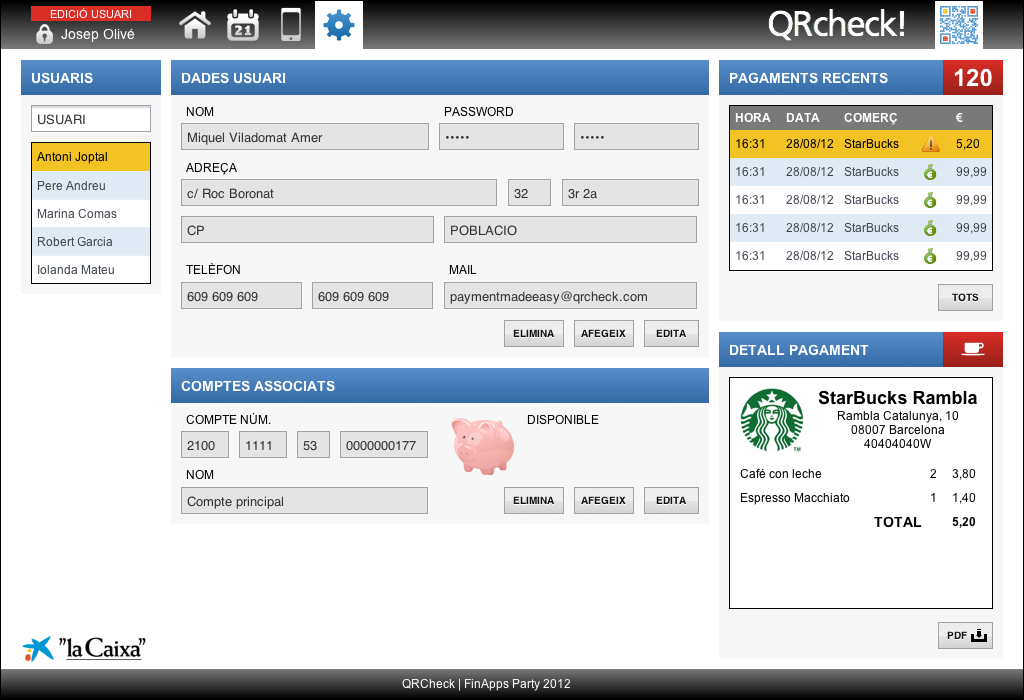 EDICIÓ USUARI
Josep Olivé
21
QRcheck!
USUARIS
USUARI
Antoni Joptal
Pere Andreu
Marina Comas
Robert Garcia
Iolanda Mateu
DADES USUARI
NOM PASSWORD
Miquel Viladomat Amer ••••• •••••
ADREÇA
c/ Roc Boronat 32 3r 2a
CP POBLACIO
TELÈFON MAIL
609 609 609 609 609 609 paymentmadeeasy@qrcheck.com
ELIMINA AFEGEIX EDITA
COMPTES ASSOCIATS
COMPTE NÚM. DISPONIBLE
2100 1111 53 0000000177
NOM
Compte principal
ELIMINA AFEGEIX EDITA
PAGAMENTS RECENTS 120
HORA DATA COMERÇ €
16:31 28/08/12 StarBucks 5,20
16:31 28/08/12 StarBucks € 99,99
16:31 28/08/12 StarBucks € 99,99
16:31 28/08/12 StarBucks € 99,99
16:31 28/08/12 StarBucks € 99,99
TOTS
DETALL PAGAMENT
StarBucks Rambla
Rambla Catalunya, 10
08007 Barcelona
40404040W
TM
Café con leche 2 3,80
Espresso Macchiato 1 1,40
TOTAL 5,20
PDF
"la Caixa"
QRCheck | FinApps Party 2012